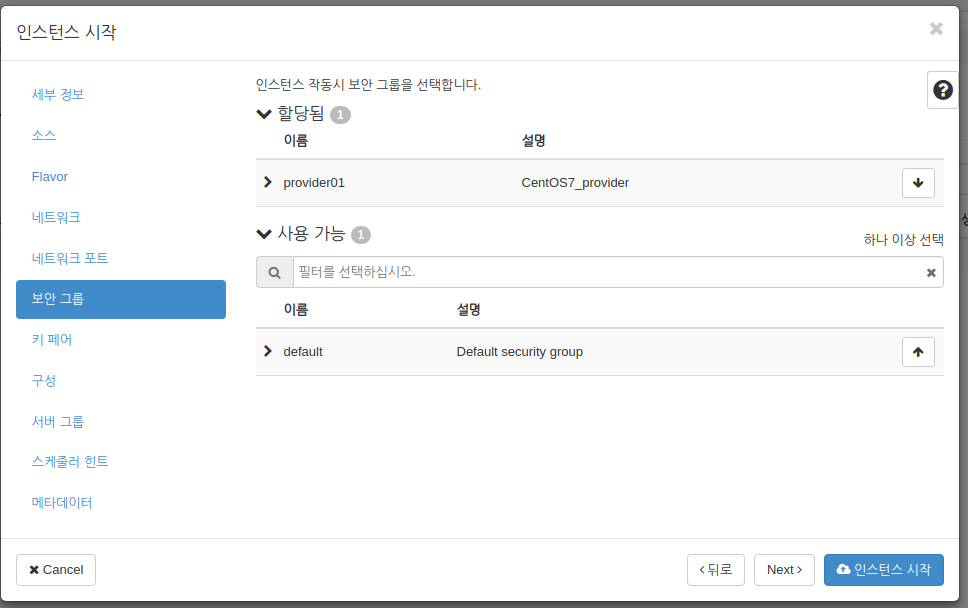 인스턴스 시작
세부 정보
소스
Flavor
네트워크
네트워크 포트
보안 그룹
키 페어
구성
서버 그룹
스케줄러 힌트
메타데이터
인스턴스 작동시 보안 그룹을 선택합니다.
할당됨 1
이름 설명
provider01 CentOS7_provider
사용 가능 1
하나 이상 선택
필터를 선택하십시오.
이름 설명
default Default security group
Cancel
뒤로
Next
인스턴스 시작